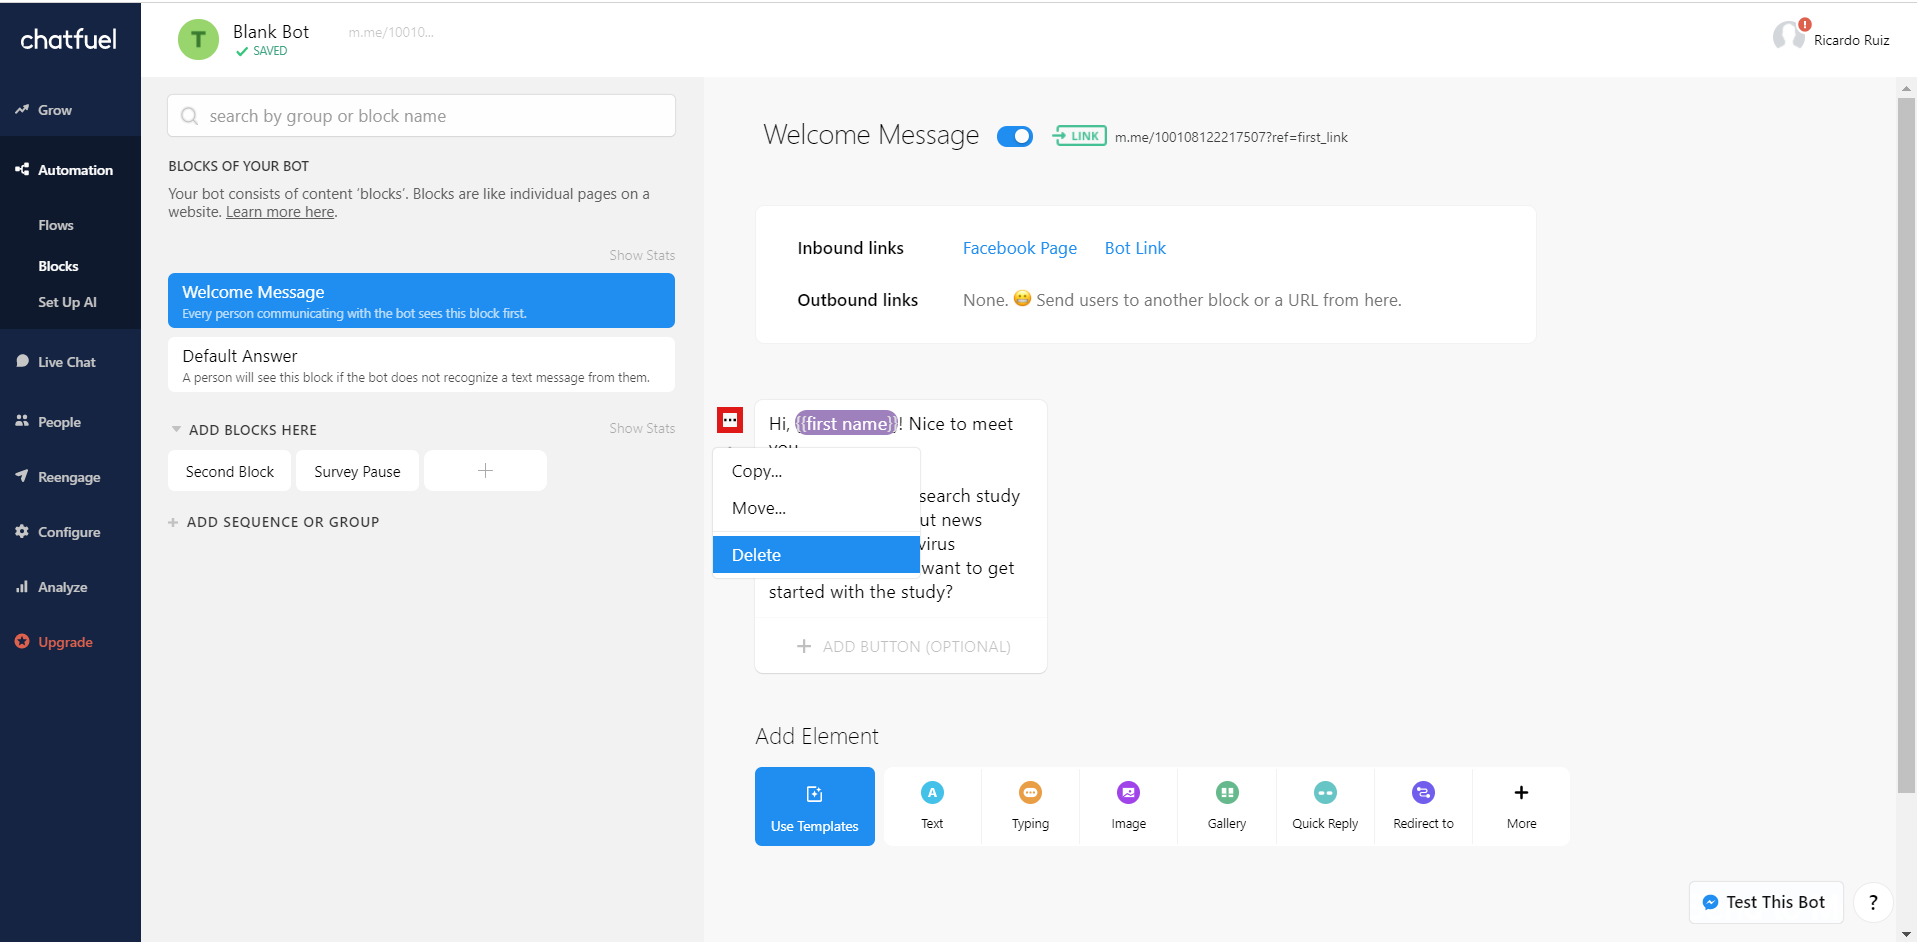 chatfuel
T
Blank Bot
SAVED
m.me/10010...
Ricardo Ruiz
Grow
Automation
Flows
Blocks
Set Up AI
Live Chat
People
Reengage
Configure
Analyze
Upgrade
search by group or block name
BLOCKS OF YOUR BOT
Your bot consists of content ‘blocks’. Blocks are like individual pages on a
website. Learn more here.
Show Stats
Welcome Message
Every person communicating with the bot sees this block first.
Default Answer
A person will see this block if the bot does not recognize a text message from them.
ADD BLOCKS HERE
Show Stats
Second Block
Survey Pause
+
+ ADD SEQUENCE OR GROUP
Welcome Message
LINK
m.me/100108122217507?ref=first_link
Inbound links
Facebook Page
Bot Link
Outbound links
None. 😁 Send users to another block or a URL from here.
Hi, {{first name}}! Nice to meet
you
search study
ut news
virus
want to get
started with the study?
Copy...
Move...
Delete
+ ADD BUTTON (OPTIONAL)
Add Element
Use Templates
A
Text
Typing
Image
Gallery
Quick Reply
Redirect to
+
More
Test This Bot
?